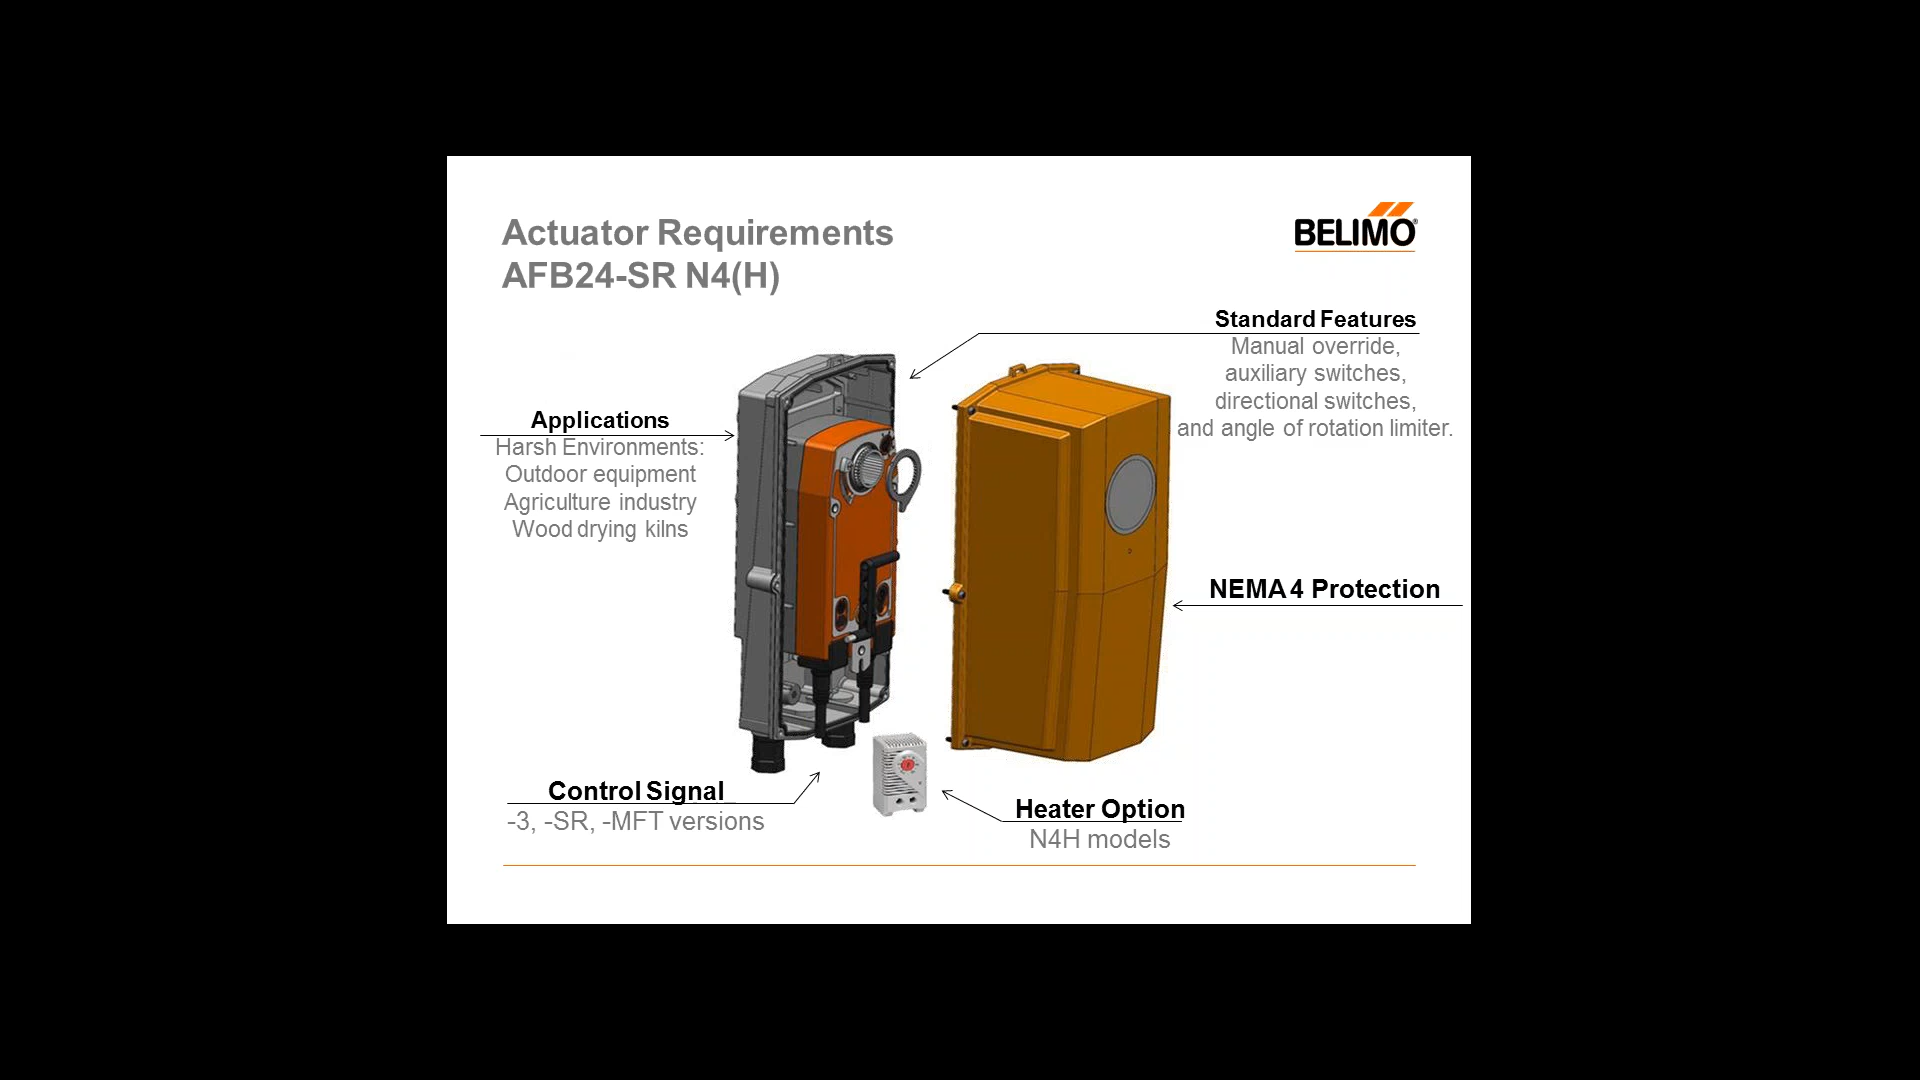 Actuator Requirements
AFB24-SR N4(H)
BELIMO®
Standard Features
Manual override,
auxiliary switches,
directional switches,
and angle of rotation limiter.
Applications
Harsh Environments:
Outdoor equipment
Agriculture industry
Wood drying kilns
NEMA 4 Protection
Control Signal
-3, -SR, -MFT versions
Heater Option
N4H models